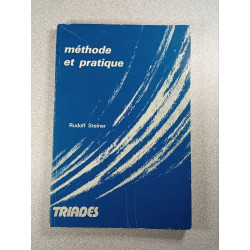 méthode
et pratique
Rudolf Steiner
TRIADES